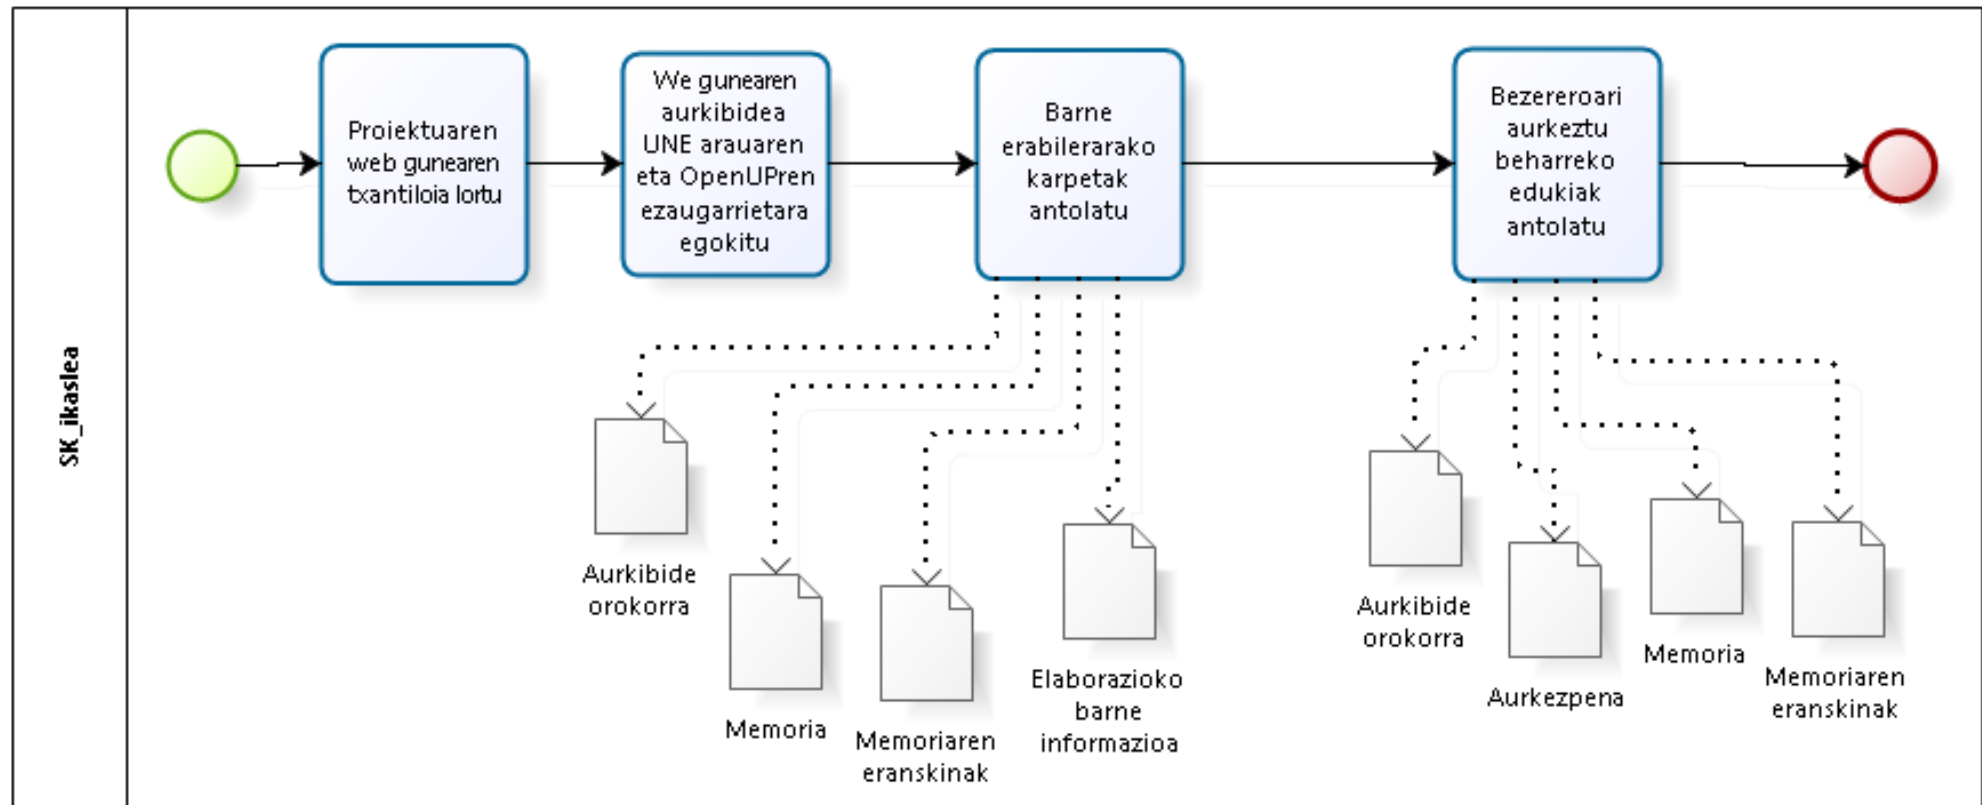 SK_ikaslea
Proiektuaren
web gunearen
txantiloia lortu
We gunearen
aurkibidea
UNE arauaren
eta OpenUPren
ezaugarrietara
egokitu
Barne
erabilerarako
karpetak
antolatu
Bezereroari
aurkeztu
beharreko
edukiak
antolatu
Aurkibide
orokorra
Memoria
Memoriaren
eranskinak
Elaborazioko
barne
informazioa
Aurkibide
orokorra
Aurkezpena
Memoria
Memoriaren
eranskinak